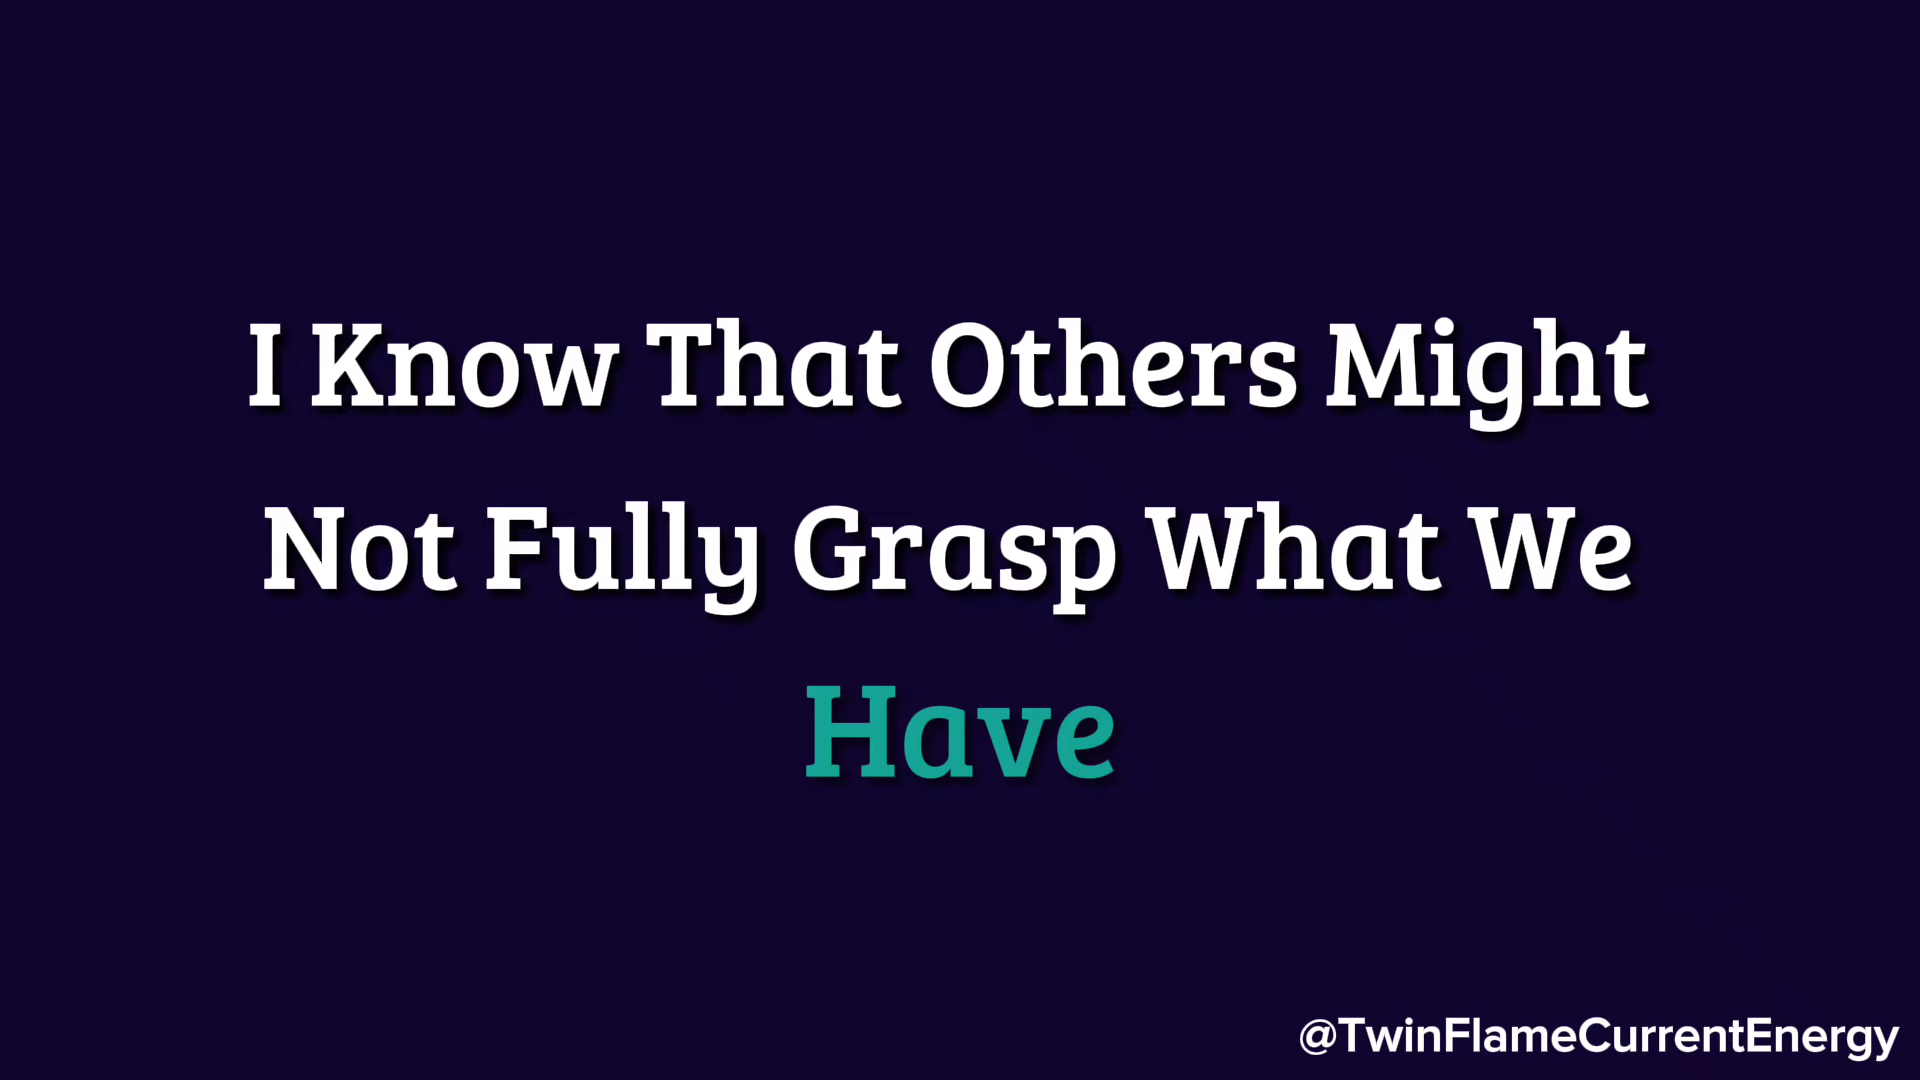 I Know That Others Might
Not Fully Grasp What We
Have
@TwinFlameCurrentEnergy